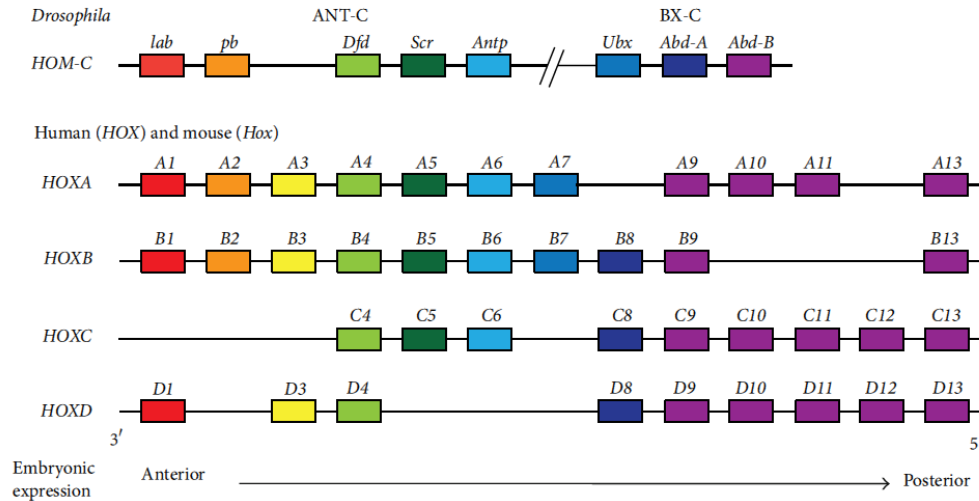 Drosophila ANT-C BX-C
lab pb Dfd Scr Antp Ubx Abd-A Abd-B
HOM-C
Human (HOX) and mouse (Hox)
A1 A2 A3 A4 A5 A6 A7 A9 A10 A11 A13
HOXA
B1 B2 B3 B4 B5 B6 B7 B8 B9 B13
HOXB
C4 C5 C6 C8 C9 C10 C11 C12 C13
HOXC
D1 D3 D4 D8 D9 D10 D11 D12 D13
HOXD
3′ 5
Embryonic
expression
Anterior Posterior